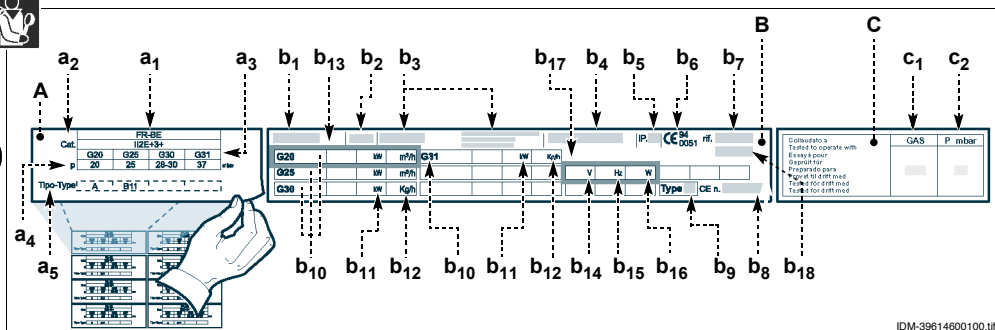 a2 a1 a3 b1 b13 b2 b3 b17 b4 b5 b6 b7 B C c1 c2
A
FR-BE
Cat. II2E+3+
G20 G25 G30 G31
p 20 25 28-30 37 mbar
Tipo-Type A B11
a4
a5
IP. CE 94 0051 rif.
G20 kW m³/h G31 kW Kg/h
G25 kW m³/h V Hz W
G30 kW Kg/h Type CE n.
b10 b11 b12 b10 b11 b12 b14 b15 b16 b9 b8 b18
GAS P mbar
Collaudato a
Tested to operate with
Essayé pour
Geprüft für
Preparado para
Provet til drift med
Tested for drift med
Tested for drift med
IDM-39614600100.tif